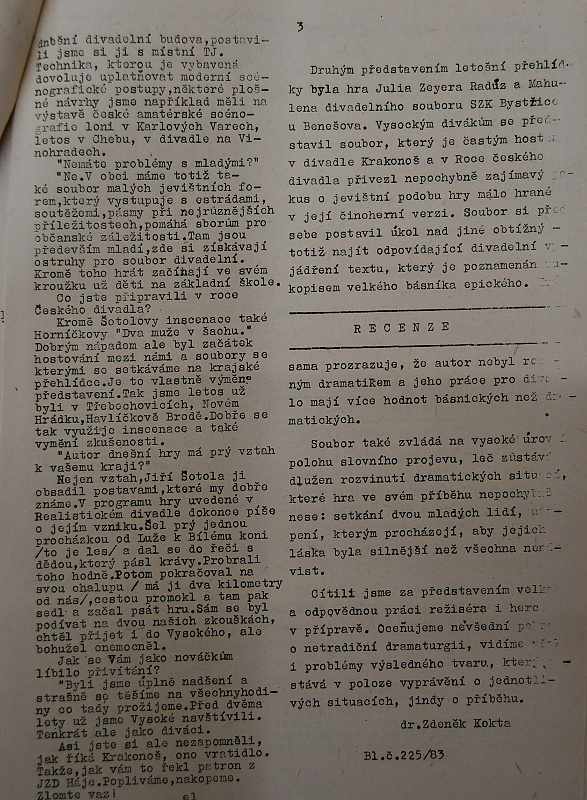 3
dnešní divadelní budova,postavi-
li jsme si ji s místní TJ.
Technika, kterou je vybavená
dovoluje uplatňovat moderní scé-
nografické postupy,některé ploš-
né návrhy jsme například měli na
výstavě české amatérské scéno-
grafie loni v Karlových Varech,
letos v Chebu, v divadle na Vi-
nohradech.
"Nemáte problémy s mladými?"
"Ne.V obci máme totiž ta-
ké soubor malých jevištních fo-
rem,který vystupuje s ostrádami,
soutěžemi,pásmy při nejrůznějších
příležitostech,pomáhá sborům pro
občanské záležitosti.Tam jsou
především mladí,zde si získávají
ostruhy pro soubor divadelní.
Kromě toho hrát začínají ve svém
kroužku už děti na základní škole.
Co jste připravili v roce
Českého divadla?
Kromě Šotolovy inscenace také
Horníčkovy "Dva muže v šachu."
Dobrým nápadem ale byl začátek
hostování mezi námi a soubory se
kterými se setkáváme na krajské
přehlídce.Je to vlastně výměna
představení.Tak jsme letos už
byli v Třebochovicích, Novém
Hrádku,Havlíčkově Brodě.Dobře se
tak využije inscenace a také
vymění zkušenosti.
"Autor dnešní hry má prý vztah
k vašemu kraji?"
Nejen vztah,Jiří Šotola ji
obsadil postavami,které my dobře
známe.V programu hry uvedené v
Realistickém divadle dokonce píše
o jejím vzniku.Šel prý jednou
procházkou od Luže k Bílému koni
/to je les/ a dal se do řeči s
dědou,který pásl krávy.Probrali
toho hodně.Potom pokračoval na
svou chalupu / má ji dva kilometry
od nás/,cestou promokl a tam pak
sedl a začal psát hru.Sám se byl
podívat na dvou našich zkouškách,
chtěl přijet i do Vysokého, ale
bohužel onemocněl.
Jak se Vám jako nováčkům
líbilo přivítání?
"Byli jsme úplně nadšení a
strašně se těšíme na všechnyhodi-
ny co tady prožijeme.Před dvěma
lety už jsme Vysoké navštívili.
Tenkrát ale jako diváci.
Asi jste si ale nezapomněli,
jak říká Krakonoš, ono vratidlo.
Takže,jak vám to řekl patron z
JZD Háje.Popliváme,nakopeme.
Zlomte vaz!
el
Druhým představením letošní přehlíd-
ky byla hra Julia Zeyera Radúz a Mahu-
lena divadelního souboru SZK Bystřice
u Benešova. Vysockým divákům se před-
stavil soubor, který je častým host
v divadle Krakonoš a v Roce českého
divadla přivezl nepochybně zajímavý
kus o jevištní podobu hry málo hrané
v její činoherní verzi. Soubor si před
sebe postavil úkol nad jiné obtížný -
totiž najít odpovídající divadelní v -
jádření textu, který je poznamenán
kopisem velkého básníka epického.
RECENZE
sama prozrazuje, že autor nebyl
ným dramatikem a jeho práce pro diva-
lo mají více hodnot básnických než dra-
matických.
Soubor také zvládá na vysoké úrov
polohu slovního projevu, leč zůstáv
dlužen rozvinutí dramatických situ
které hra ve svém příběhu nepochyb
nese: setkání dvou mladých lidí,
pení, kterým procházejí, aby jejich
láska byla silnější než všechna nen -
vist.
Cítili jsme za představením velk
a odpovědnou práci režiséra i here
v přípravě. Oceňujeme nevšední
o netradiční dramaturgii, vidíme
i problémy výsledného tvaru, kter -
stává v poloze vyprávění o jednotli-
vých situacích, jindy o příběhu.
dr.Zdeněk Kokta
Bl.č.225/83